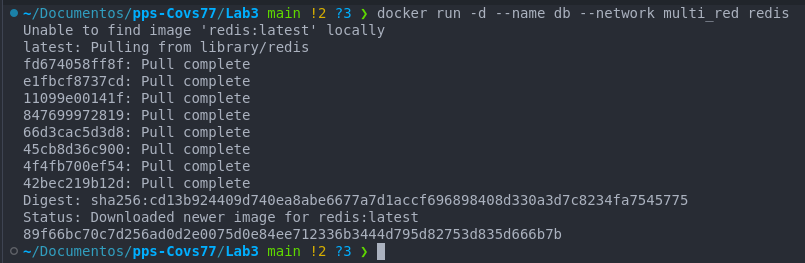 ~/Documentos/pps-Covs77/Lab3 main !2 ?3 ❯ docker run -d --name db --network multi_red redis
Unable to find image 'redis:latest' locally
latest: Pulling from library/redis
fd674058ff8f: Pull complete
e1fbcf8737cd: Pull complete
11099e00141f: Pull complete
847699972819: Pull complete
66d3cac5d3d8: Pull complete
45cb8d36c900: Pull complete
4f4fb700ef54: Pull complete
42bec219b12d: Pull complete
Digest: sha256:cd13b924409d740ea8abe6677a7d1accf696898408d330a3d7c8234fa7545775
Status: Downloaded newer image for redis:latest
89f66bc70c7d256ad0d2e0075d0e84ee712336b3444d795d82753d835d666b7b
~/Documentos/pps-Covs77/Lab3 main !2 ?3 ❯